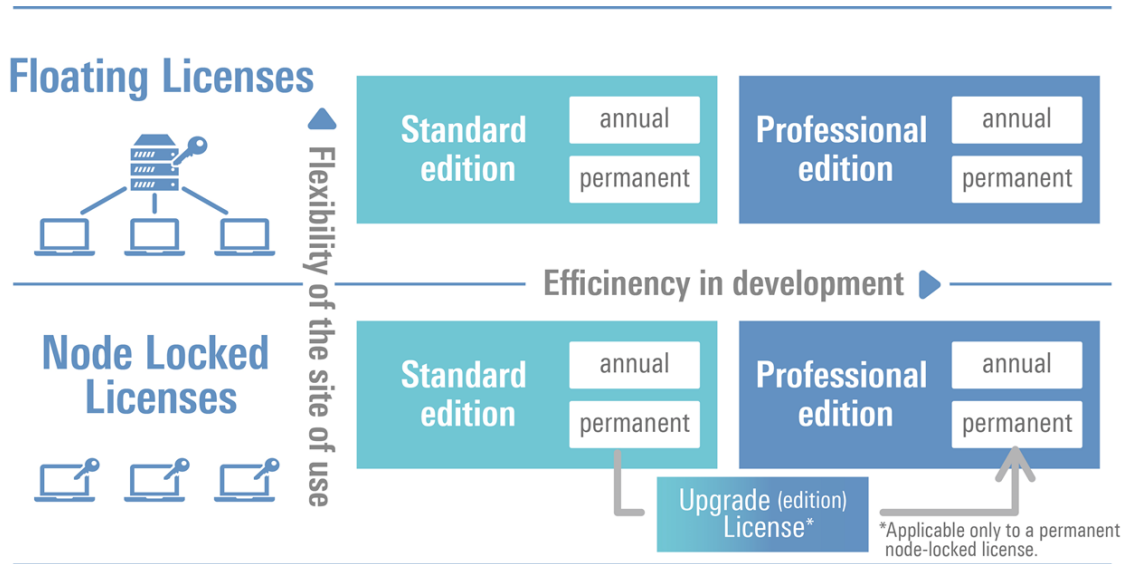 Floating Licenses
Flexibility of the site of use
Standard
edition
annual
permanent
Professional
edition
annual
permanent
Efficinency in development
Node Locked
Licenses
Standard
edition
annual
permanent
Professional
edition
annual
permanent
Upgrade (edition)
License*
*Applicable only to a permanent
node-locked license.